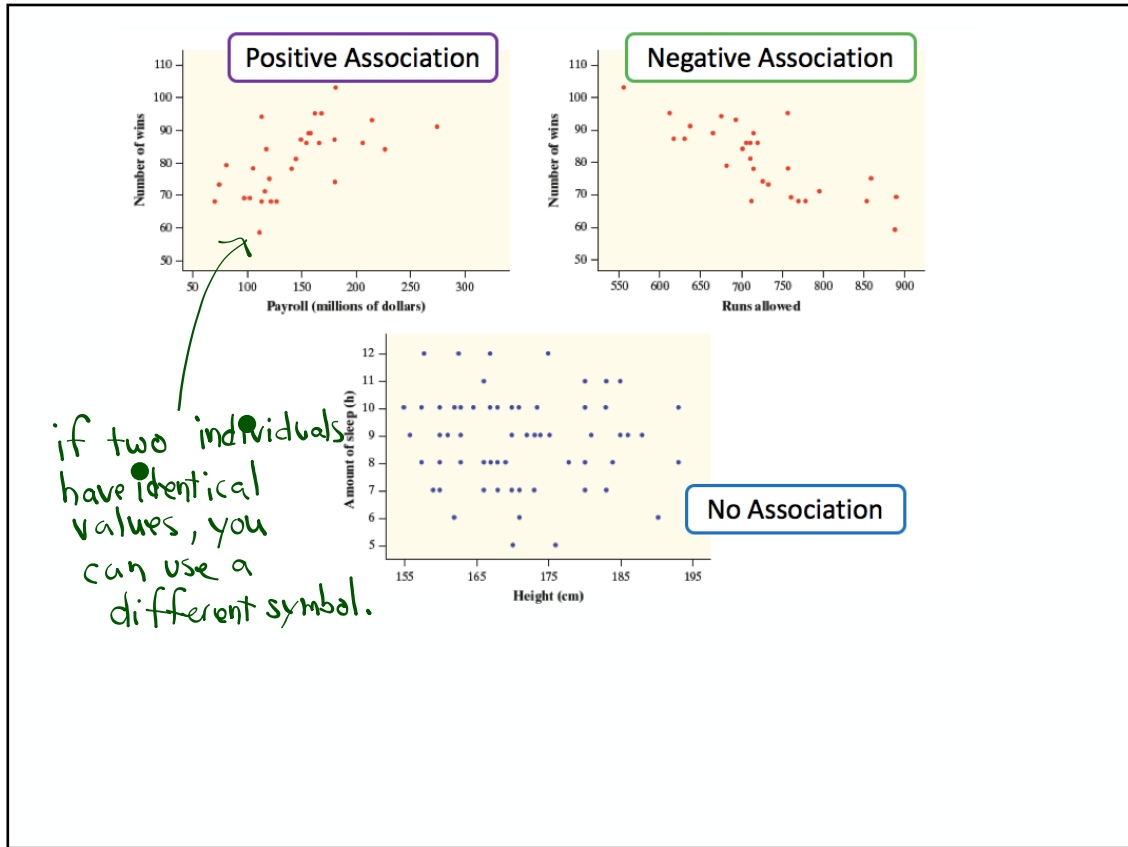 Positive Association
110
100
90
80
70
60
50
Number of wins
50 100 150 200 250 300
Payroll (millions of dollars)
Negative Association
110
100
90
80
70
60
50
Number of wins
550 600 650 700 750 800 850 900
Runs allowed
12
11
10
9
8
7
6
5
Amount of sleep (h)
155 165 175 185 195
Height (cm)
No Association
if two individuals
have identical
values, you
can use a
different symbol.